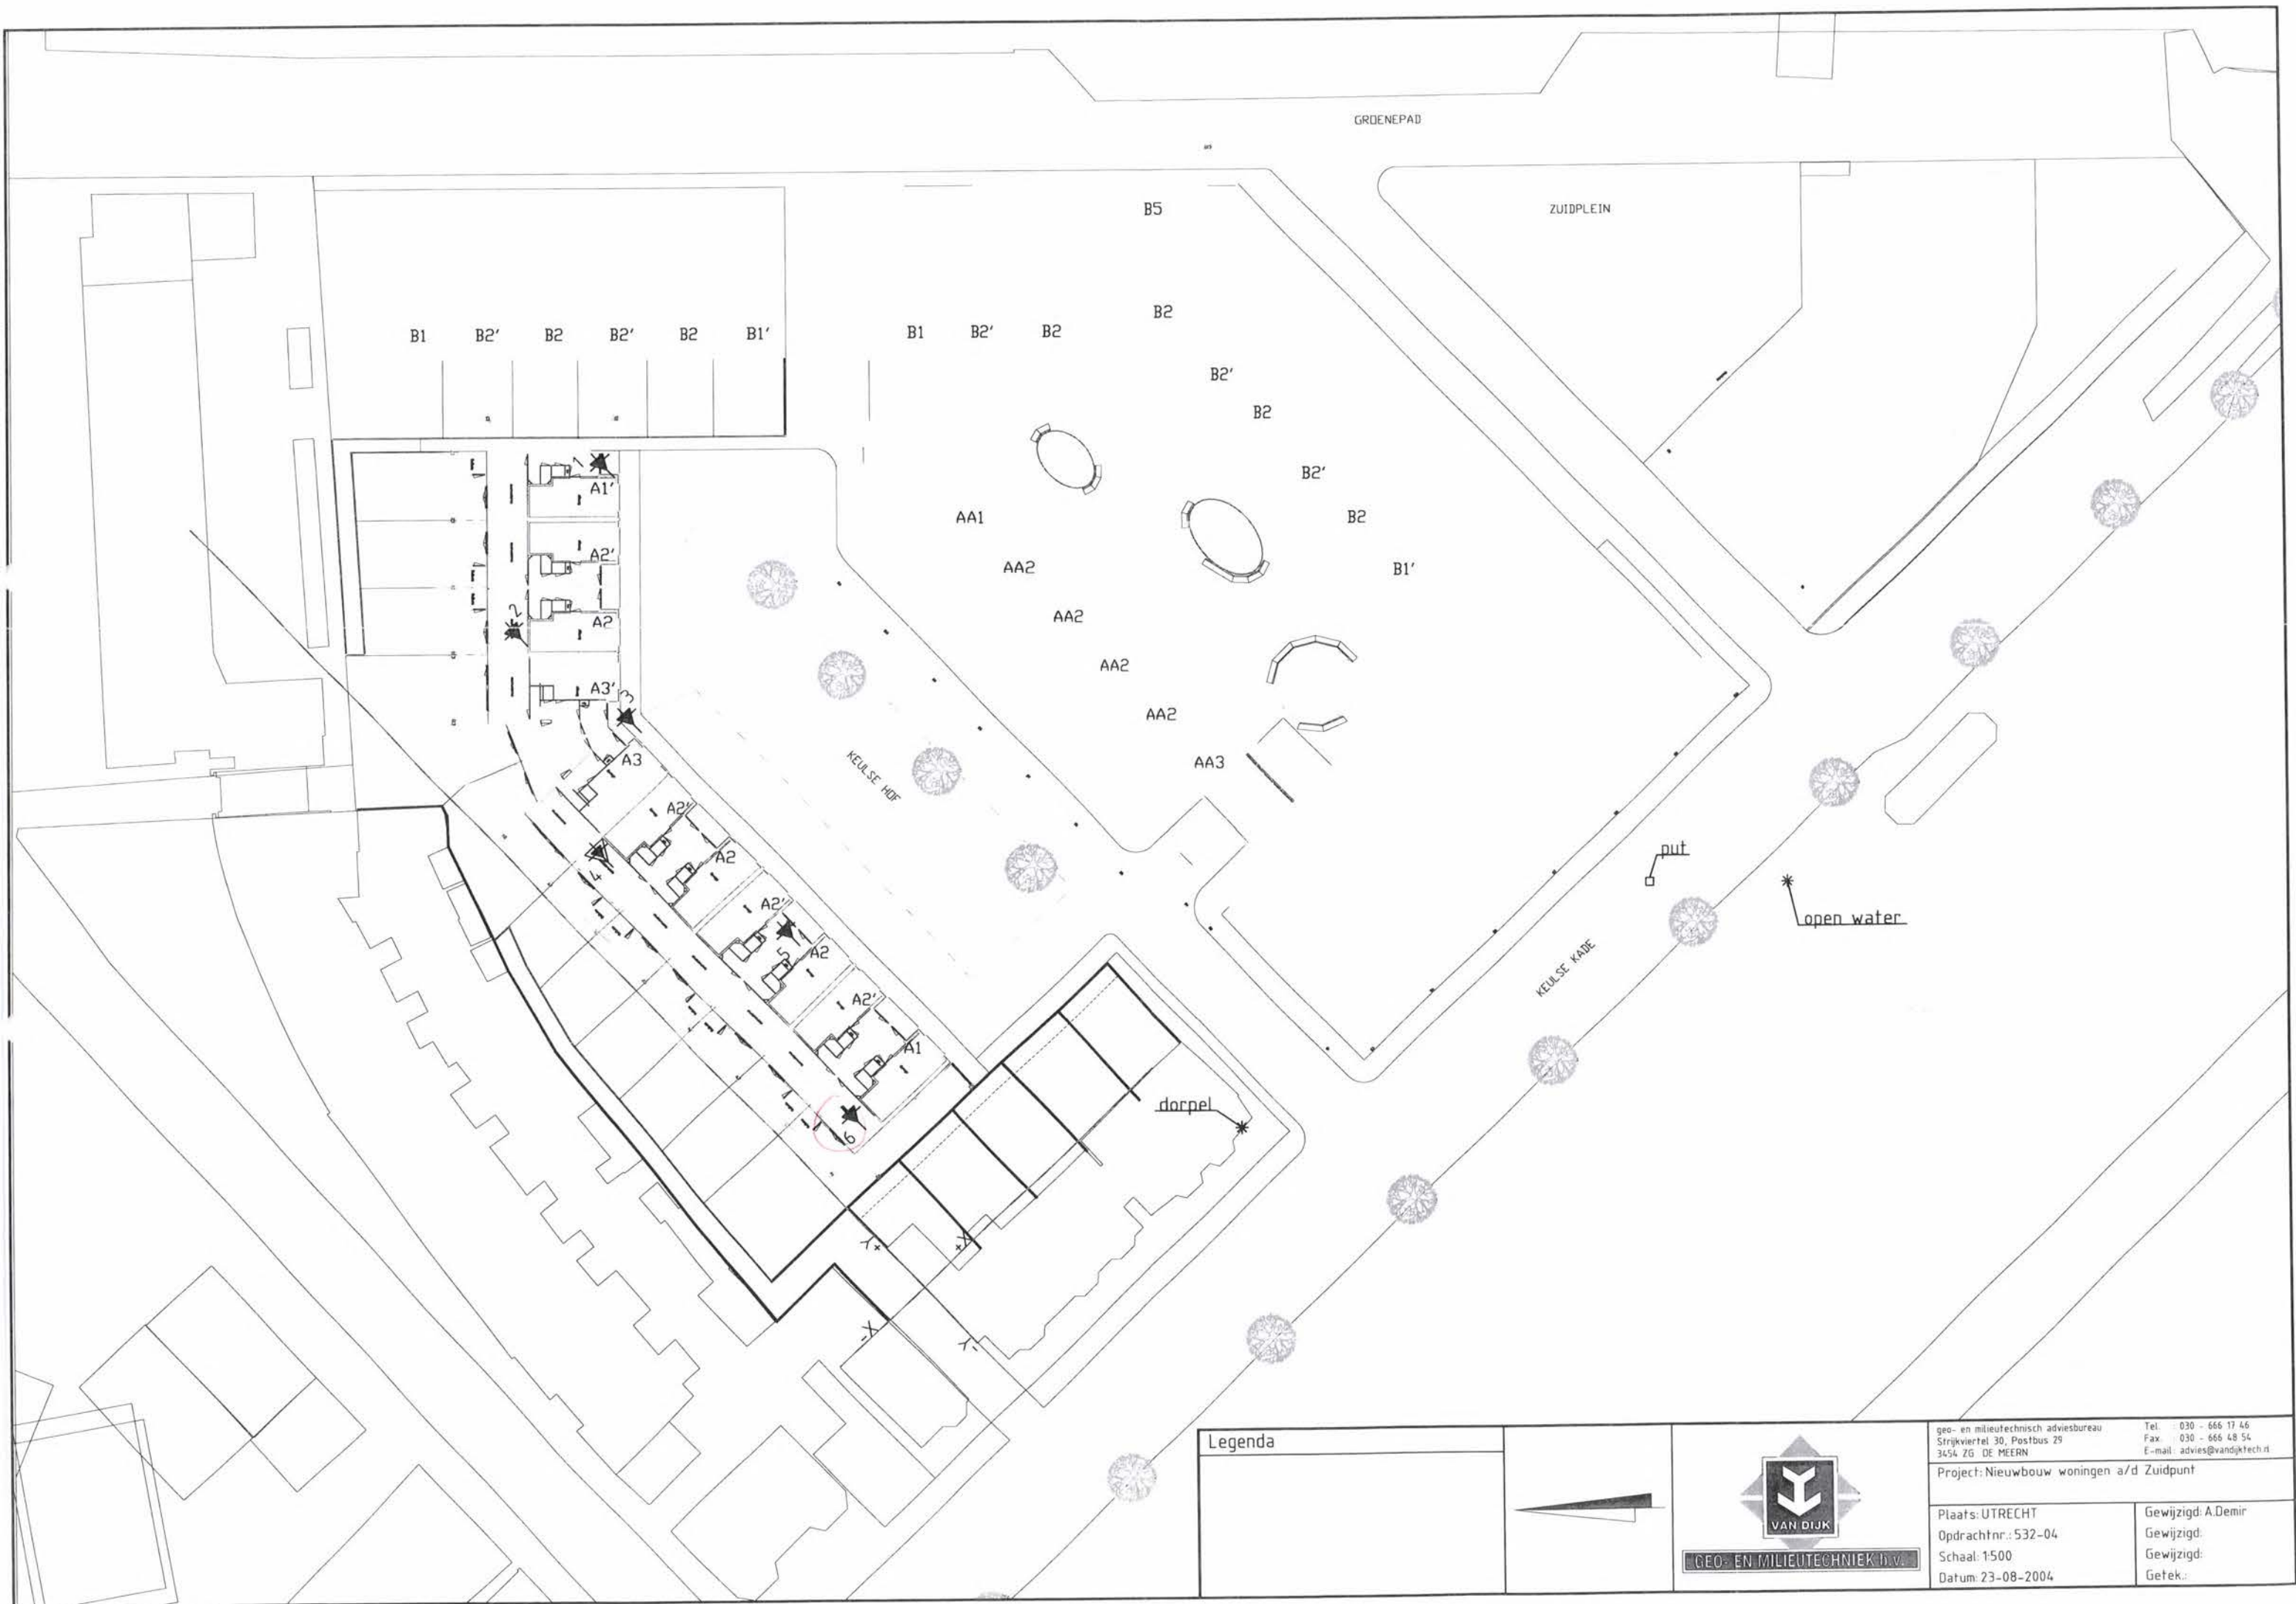 GROENEPAD
B5
ZUIDPLEIN
B1 B2' B2 B2' B2 B1'
B1 B2' B2
B2
B2'
B2
B2'
B2
B1'
AA1
AA2
AA2
AA2
AA2
AA3
1
A1'
A2'
2
A2
A3'
3
A3
A2'
4
A2
A2'
5
A2
A2'
A1
6
KEULSE HOF
put
open water
KEULSE KADE
dorpel
Y+
+X
-X
Y-
Legenda
VAN DIJK
GEO- EN MILIEUTECHNIEK b.v.
geo- en milieutechnisch adviesbureau
Strijkviertel 30, Postbus 29
3454 ZG DE MEERN
Tel. : 030 - 666 17 46
Fax. : 030 - 666 48 54
E-mail : advies@vandijktech.nl
Project: Nieuwbouw woningen a/d Zuidpunt
Plaats: UTRECHT
Opdrachtnr.: 532-04
Schaal: 1:500
Datum: 23-08-2004
Gewijzigd: A.Demir
Gewijzigd:
Gewijzigd:
Getek.: